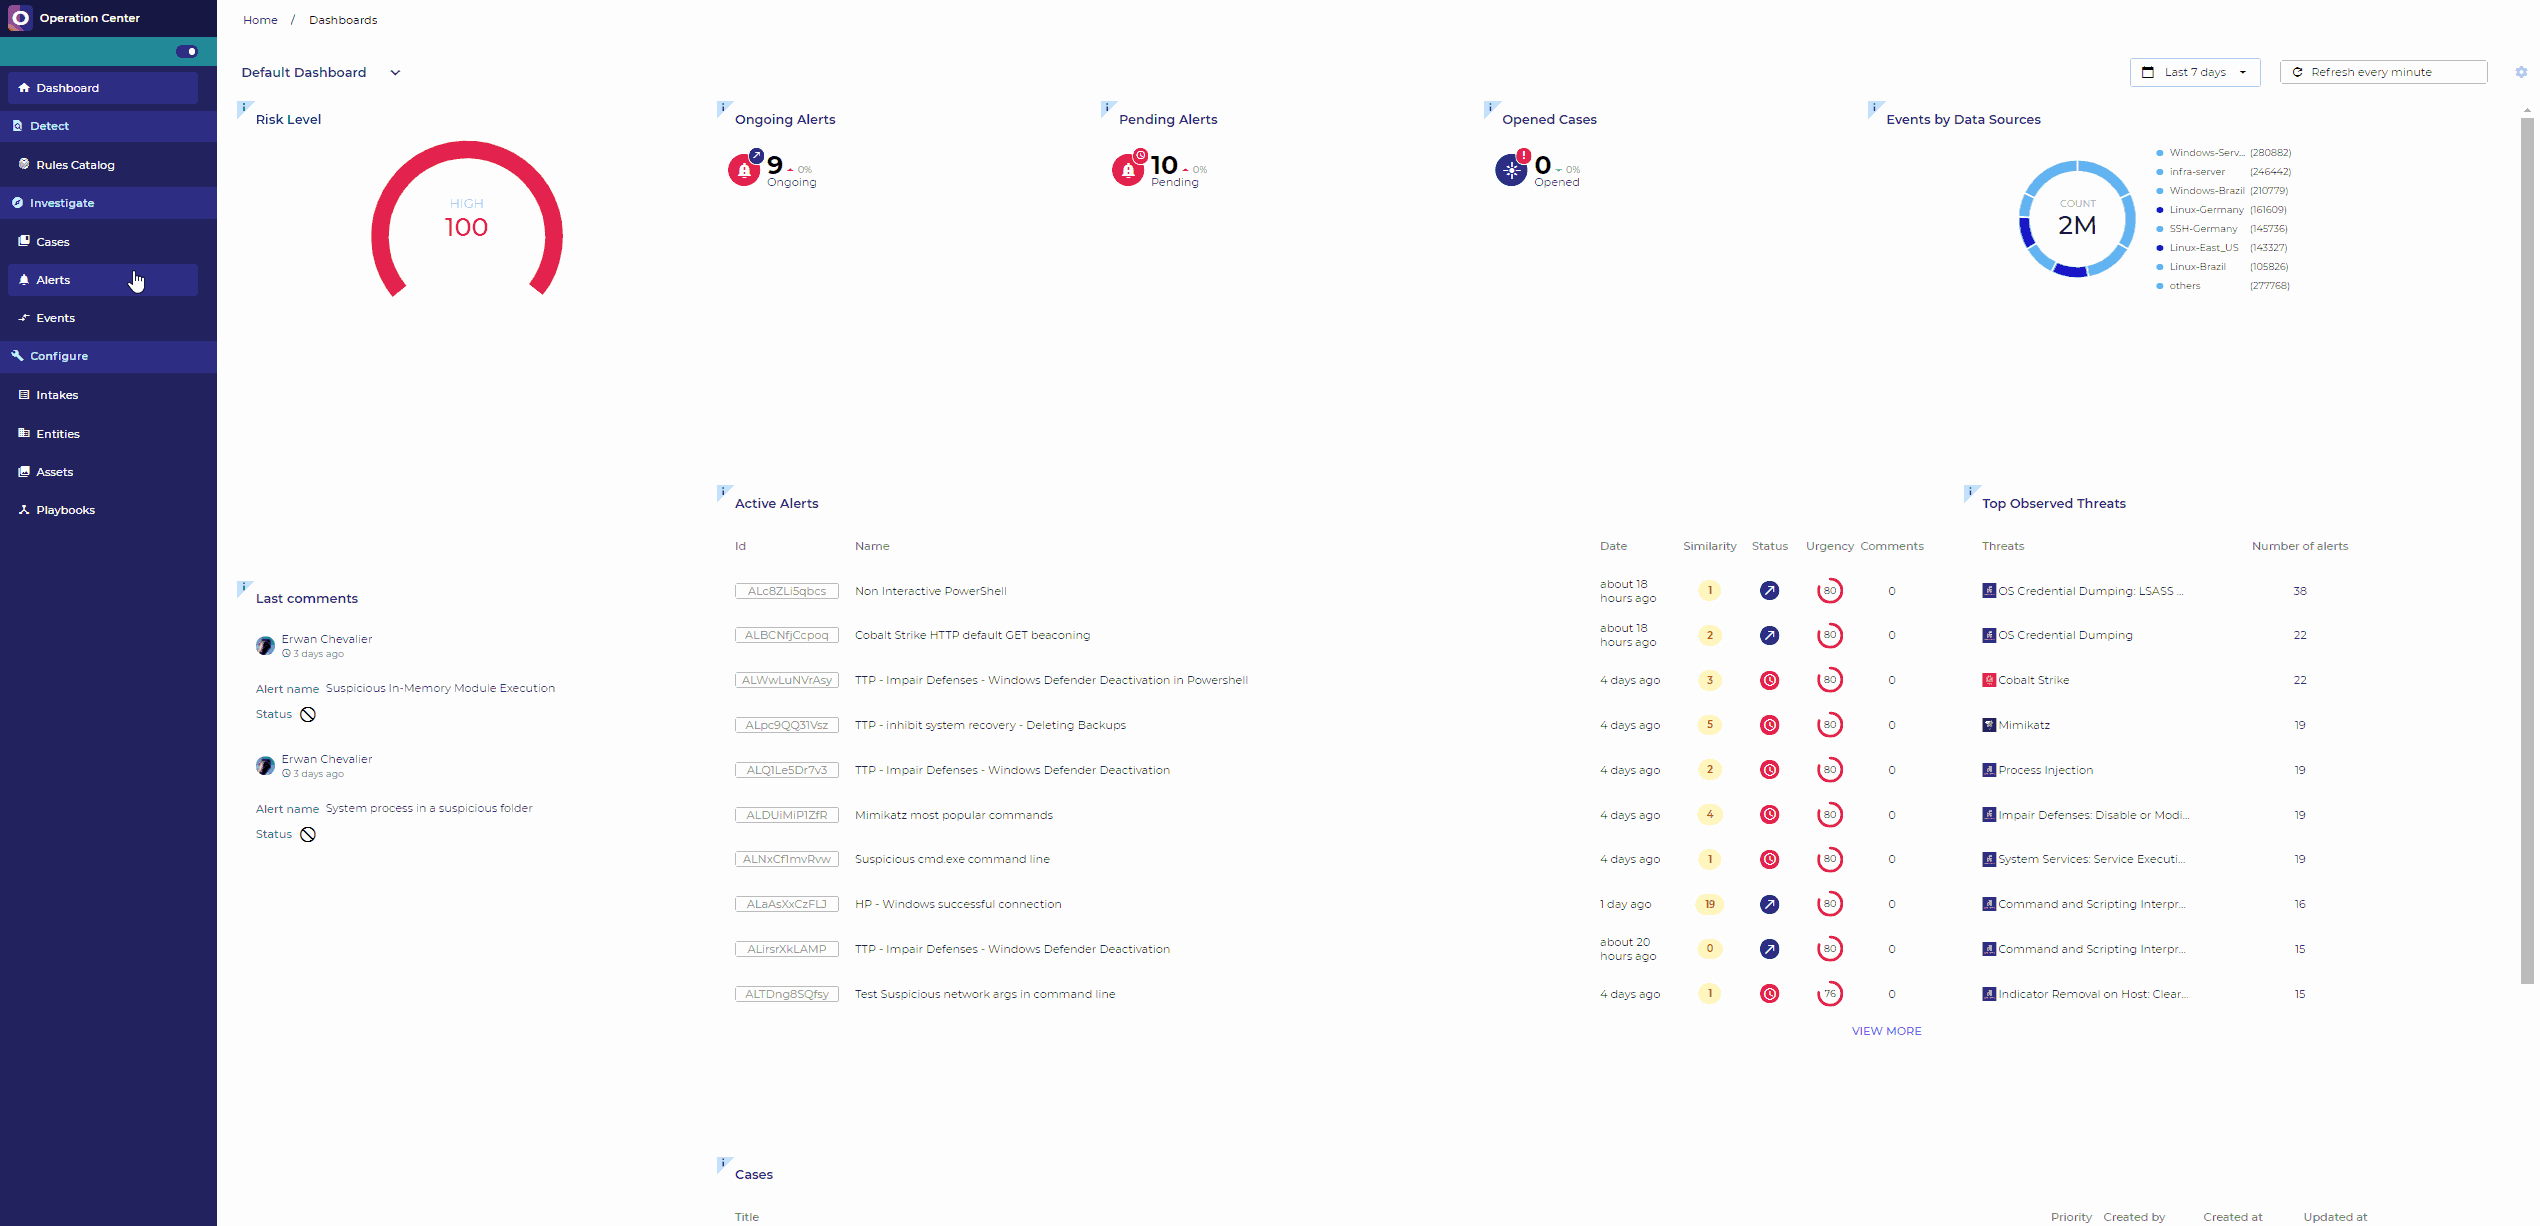 Operation Center
Home / Dashboards
Default Dashboard
Last 7 days
Refresh every minute
Dashboard
Detect
Rules Catalog
Investigate
Cases
Alerts
Events
Configure
Intakes
Entities
Assets
Playbooks
Risk Level
HIGH
100
Ongoing Alerts
9 0%
Ongoing
Pending Alerts
10 0%
Pending
Opened Cases
0 0%
Opened
Events by Data Sources
COUNT
2M
Windows-Serv... (280882)
infra-server (246442)
Windows-Brazil (210779)
Linux-Germany (161609)
SSH-Germany (145736)
Linux-East_US (143327)
Linux-Brazil (105826)
others (277768)
Last comments
Erwan Chevalier
3 days ago
Alert name Suspicious In-Memory Module Execution
Status
Erwan Chevalier
3 days ago
Alert name System process in a suspicious folder
Status
Active Alerts
Id Name Date Similarity Status Urgency Comments
ALc8ZLi5qbcs Non Interactive PowerShell about 18 hours ago 1 80 0
ALBCNfjCcpoq Cobalt Strike HTTP default GET beaconing about 18 hours ago 2 80 0
ALWwLuNVrAsy TTP - Impair Defenses - Windows Defender Deactivation in Powershell 4 days ago 3 80 0
ALpc9QQ31Vsz TTP - inhibit system recovery - Deleting Backups 4 days ago 5 80 0
ALQ1Le5Dr7v3 TTP - Impair Defenses - Windows Defender Deactivation 4 days ago 2 80 0
ALDUiMiP1ZfR Mimikatz most popular commands 4 days ago 4 80 0
ALNxCf1mvRvw Suspicious cmd.exe command line 4 days ago 1 80 0
ALaAsXxCzFLJ HP - Windows successful connection 1 day ago 19 80 0
ALirsrXkLAMP TTP - Impair Defenses - Windows Defender Deactivation about 20 hours ago 0 80 0
ALTDng8SQfsy Test Suspicious network args in command line 4 days ago 1 76 0
VIEW MORE
Top Observed Threats
Threats Number of alerts
OS Credential Dumping: LSASS ... 38
OS Credential Dumping 22
Cobalt Strike 22
Mimikatz 19
Process Injection 19
Impair Defenses: Disable or Modi... 19
System Services: Service Executi... 19
Command and Scripting Interpr... 16
Command and Scripting Interpr... 15
Indicator Removal on Host: Clear... 15
Cases
Title Priority Created by Created at Updated at